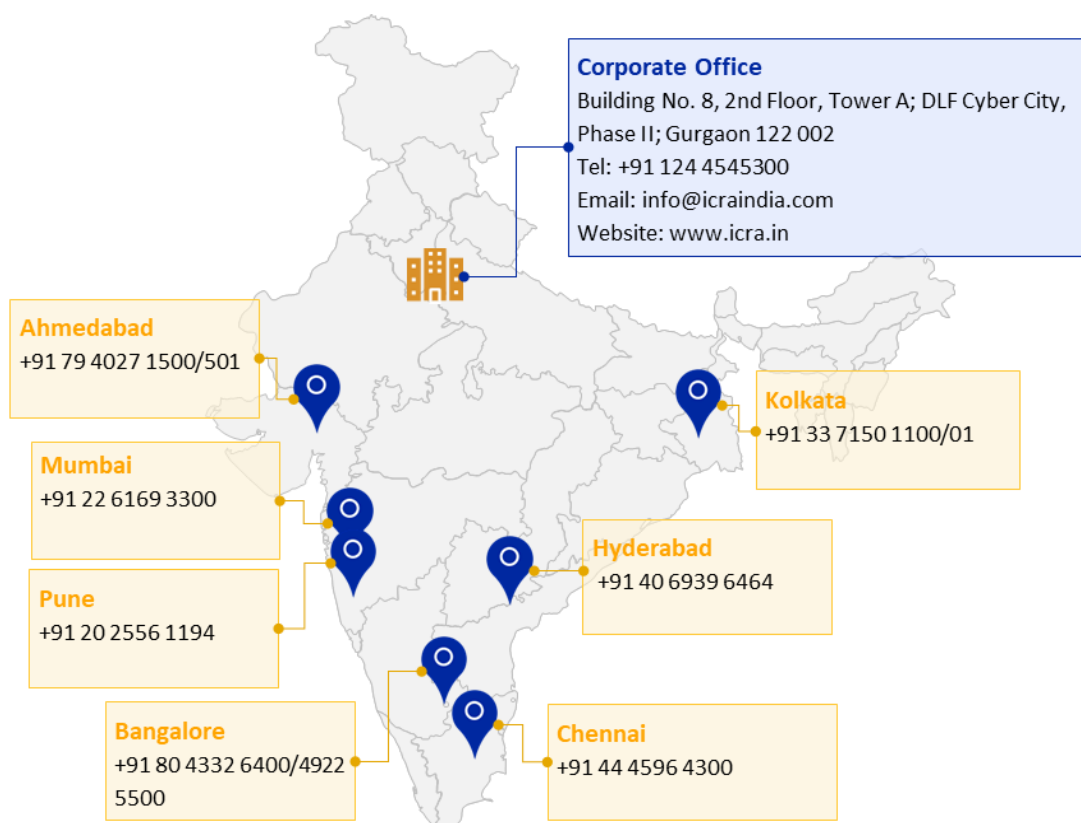 Corporate Office
Building No. 8, 2nd Floor, Tower A; DLF Cyber City,
Phase II; Gurgaon 122 002
Tel: +91 124 4545300
Email: info@icraindia.com
Website: www.icra.in
Ahmedabad
+91 79 4027 1500/501
Kolkata
+91 33 7150 1100/01
Mumbai
+91 22 6169 3300
Hyderabad
+91 40 6939 6464
Pune
+91 20 2556 1194
Bangalore
+91 80 4332 6400/4922
5500
Chennai
+91 44 4596 4300